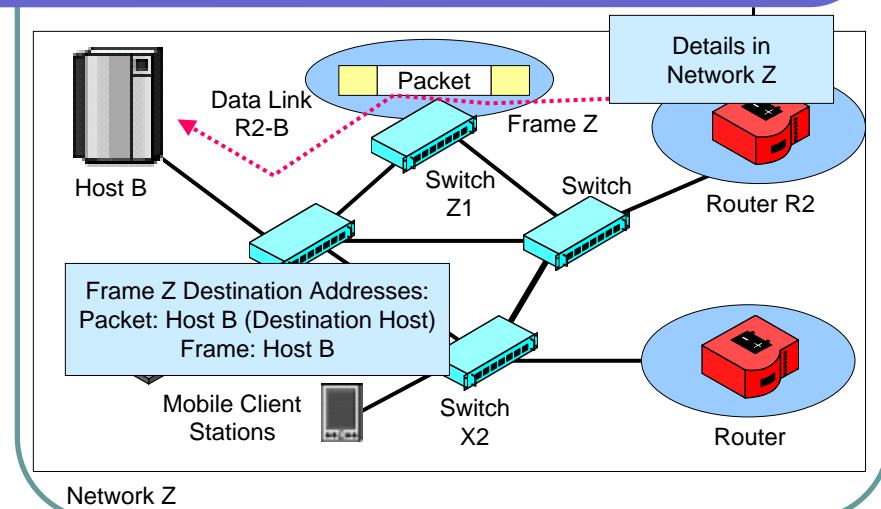 Details in
Network Z
Packet
Data Link
R2-B
Frame Z
Host B
Switch
Z1
Switch
Router R2
Frame Z Destination Addresses:
Packet: Host B (Destination Host)
Frame: Host B
Mobile Client
Stations
Switch
X2
Router
Network Z